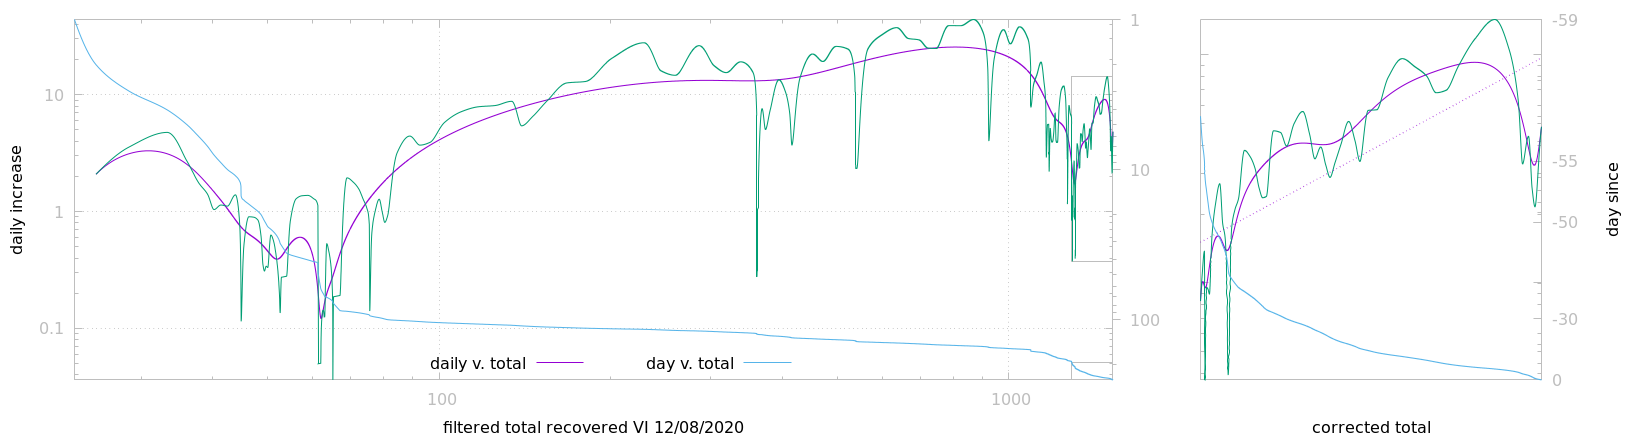 daily increase
10
1
0.1
100
1000
1
10
100
daily v. total
day v. total
filtered total recovered VI 12/08/2020
-59
-55
-50
-30
0
day since
corrected total